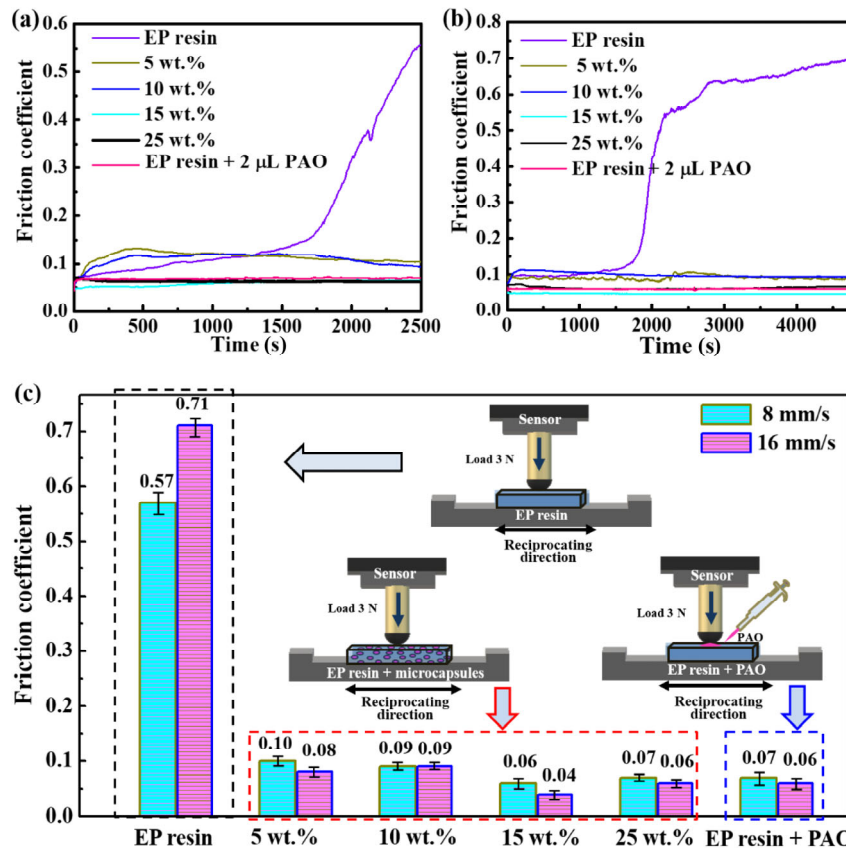 (a)
0.6
0.5
0.4
0.3
0.2
0.1
0.0
Friction coefficient
EP resin
5 wt.%
10 wt.%
15 wt.%
25 wt.%
EP resin + 2 μL PAO
0
500
1000
1500
2000
2500
Time (s)
(b)
0.8
0.7
0.6
0.5
0.4
0.3
0.2
0.1
0.0
Friction coefficient
EP resin
5 wt.%
10 wt.%
15 wt.%
25 wt.%
EP resin + 2 μL PAO
0
1000
2000
3000
4000
Time (s)
(c)
0.7
0.6
0.5
0.4
0.3
0.2
0.1
0.0
Friction coefficient
8 mm/s
16 mm/s
Sensor
Load 3 N
EP resin
Reciprocating
direction
Sensor
Load 3 N
EP resin + microcapsules
Reciprocating
direction
Sensor
Load 3 N
PAO
EP resin + PAO
Reciprocating
direction
0.57
0.71
0.10
0.08
0.09
0.09
0.06
0.04
0.07
0.06
0.07
0.06
EP resin
5 wt.%
10 wt.%
15 wt.%
25 wt.%
EP resin + PAO